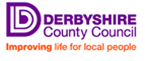 DERBYSHIRE
County Council
Improving life for local people